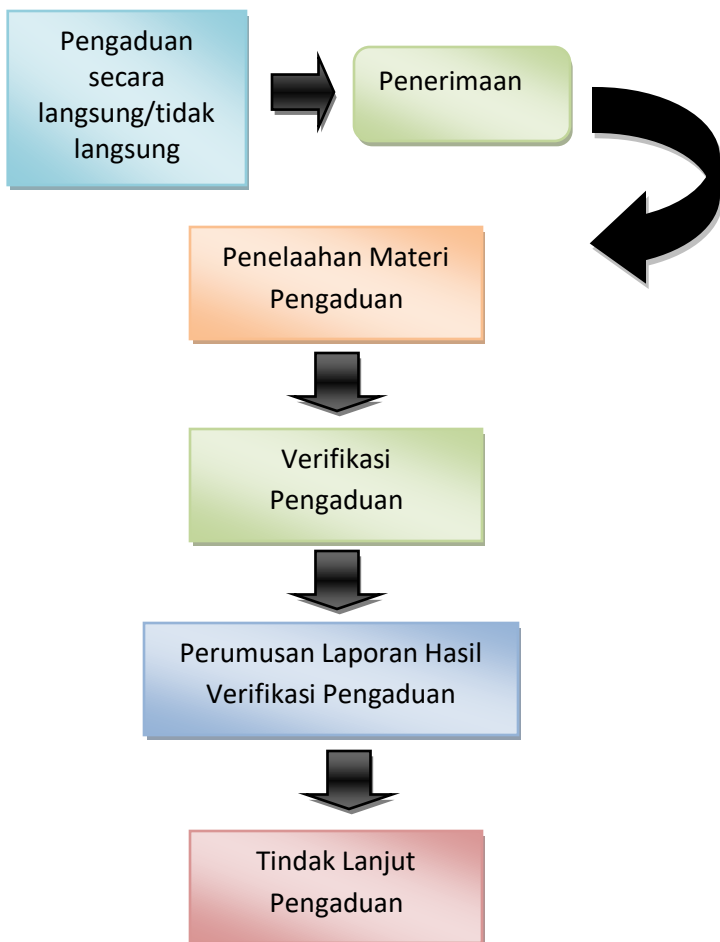 Pengaduan
secara
langsung/tidak
langsung
Penerimaan
Penelaahan Materi
Pengaduan
Verifikasi
Pengaduan
Perumusan Laporan Hasil
Verifikasi Pengaduan
Tindak Lanjut
Pengaduan